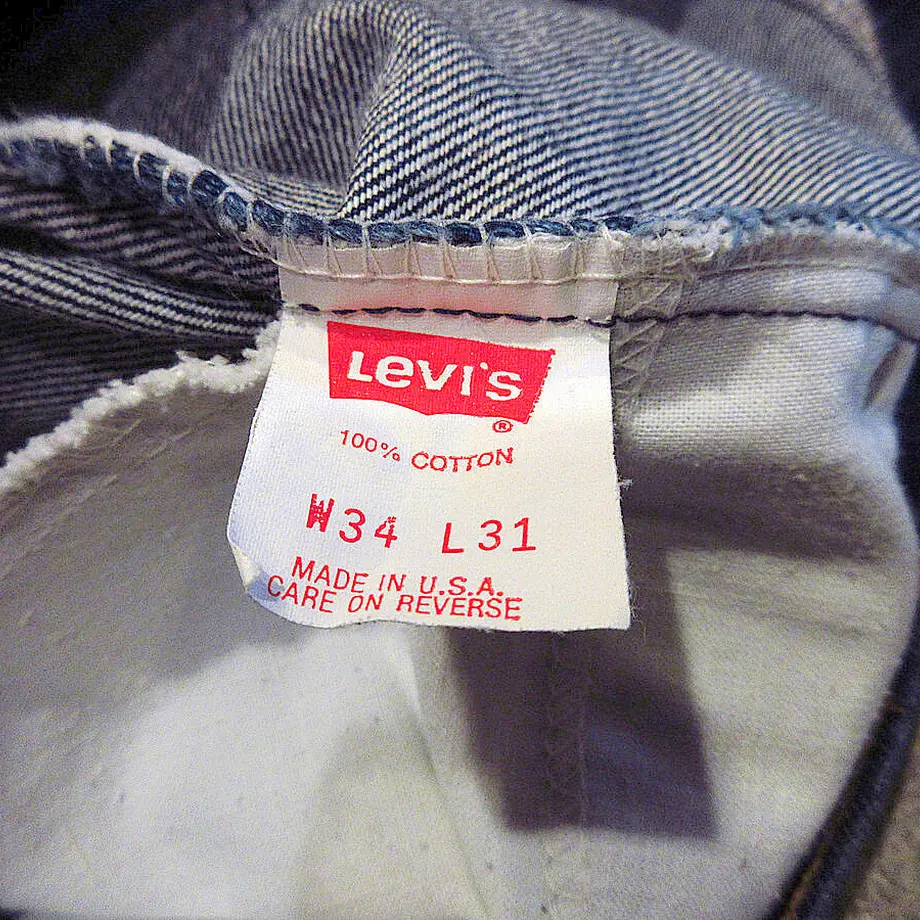 LEVI'S
®
100% COTTON
W34 L31
MADE IN U.S.A.
CARE ON REVERSE